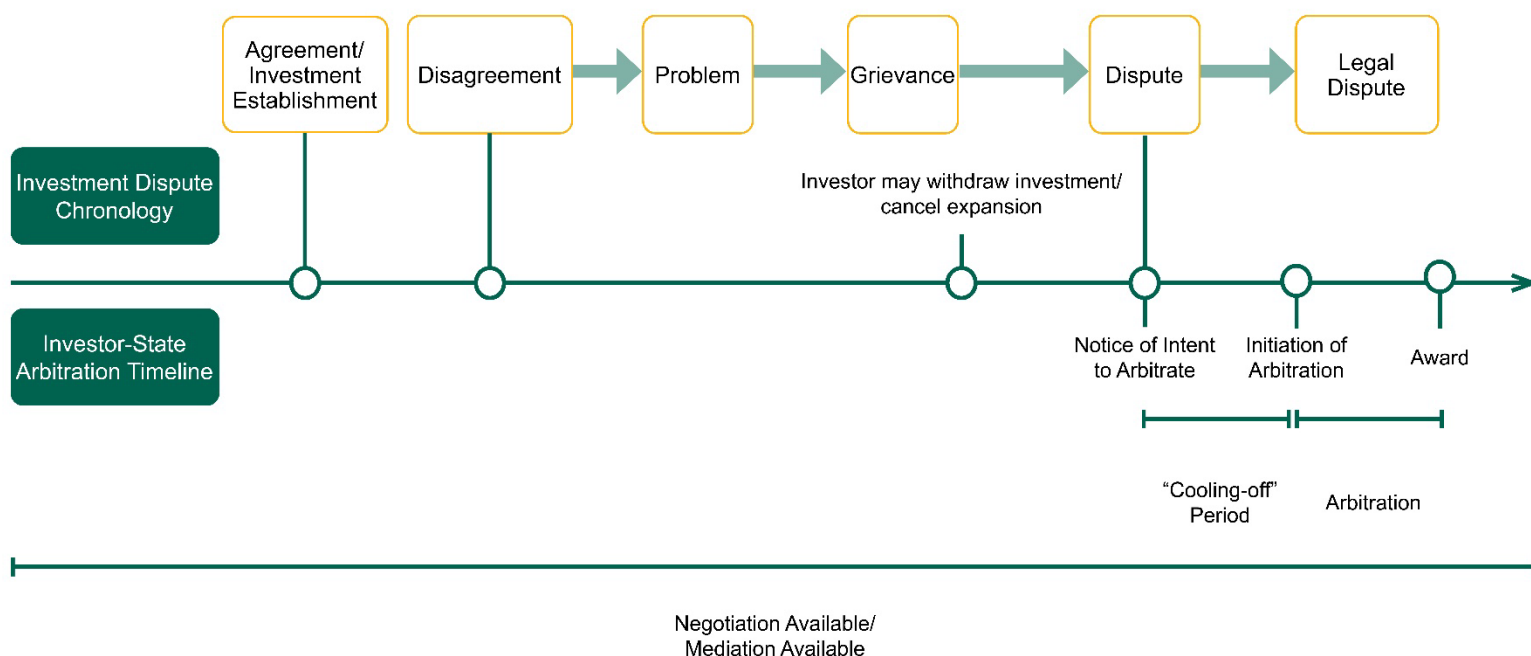 Agreement/
Investment
Establishment
Disagreement
Problem
Grievance
Dispute
Legal
Dispute
Investment Dispute
Chronology
Investor may withdraw investment/
cancel expansion
Investor-State
Arbitration Timeline
Notice of Intent
to Arbitrate
Initiation of
Arbitration
Award
“Cooling-off”
Period
Arbitration
Negotiation Available/
Mediation Available